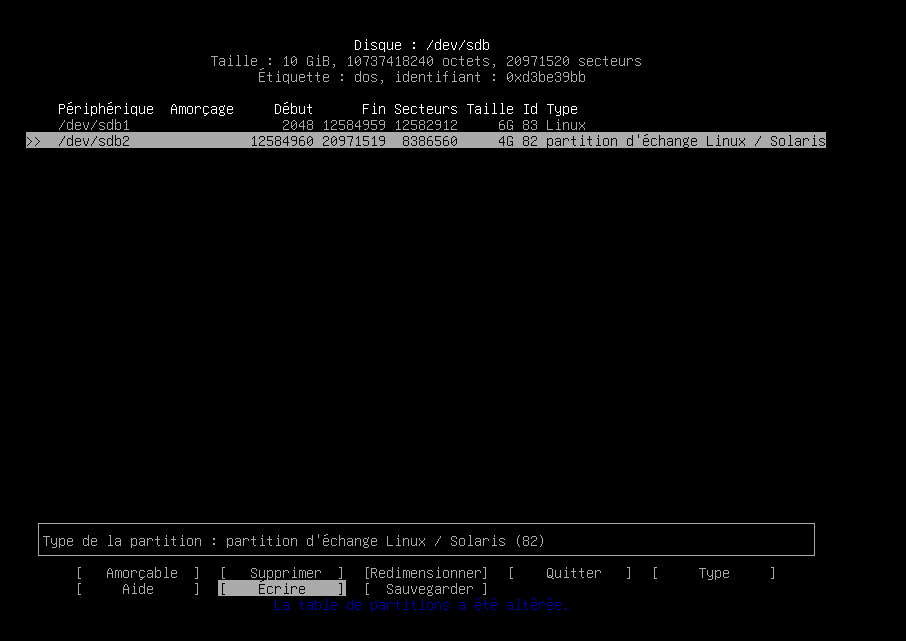 Disque : /dev/sdb
Taille : 10 GiB, 10737418240 octets, 20971520 secteurs
Étiquette : dos, identifiant : 0xd3be39bb
Périphérique Amorçage Début Fin Secteurs Taille Id Type
/dev/sdb1 2048 12584959 12582912 6G 83 Linux
>> /dev/sdb2 12584960 20971519 8386560 4G 82 partition d'échange Linux / Solaris
Type de la partition : partition d'échange Linux / Solaris (82)
[ Amorçable ] [ Supprimer ] [Redimensionner] [ Quitter ] [ Type ]
[ Aide ] [ Écrire ] [ Sauvegarder ]
La table de partitions a été altérée.